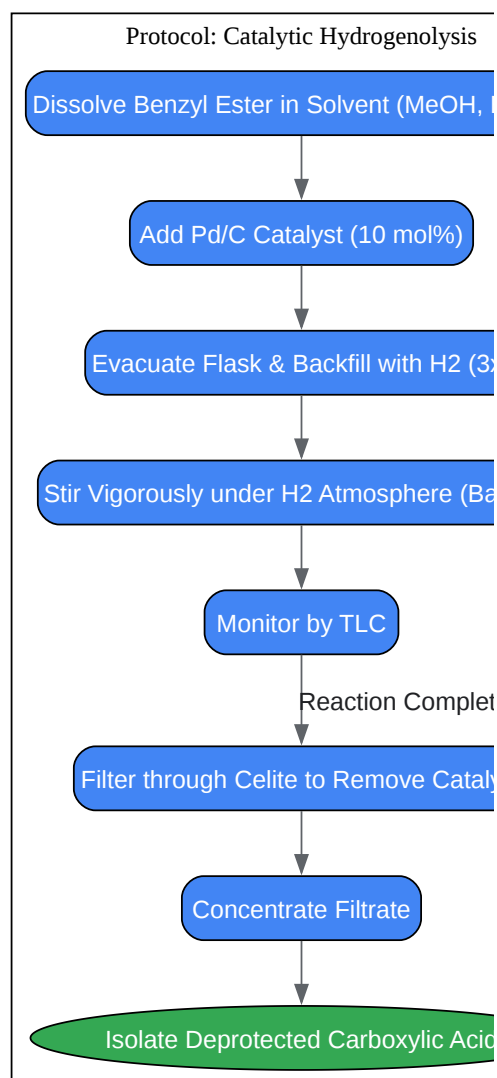 Protocol: Catalytic Hydrogenolysis
Dissolve Benzyl Ester in Solvent (MeOH,
Add Pd/C Catalyst (10 mol%)
Evacuate Flask & Backfill with H2 (3x
Stir Vigorously under H2 Atmosphere (Ba
Monitor by TLC
Reaction Complet
Filter through Celite to Remove Cataly
Concentrate Filtrate
Isolate Deprotected Carboxylic Acid